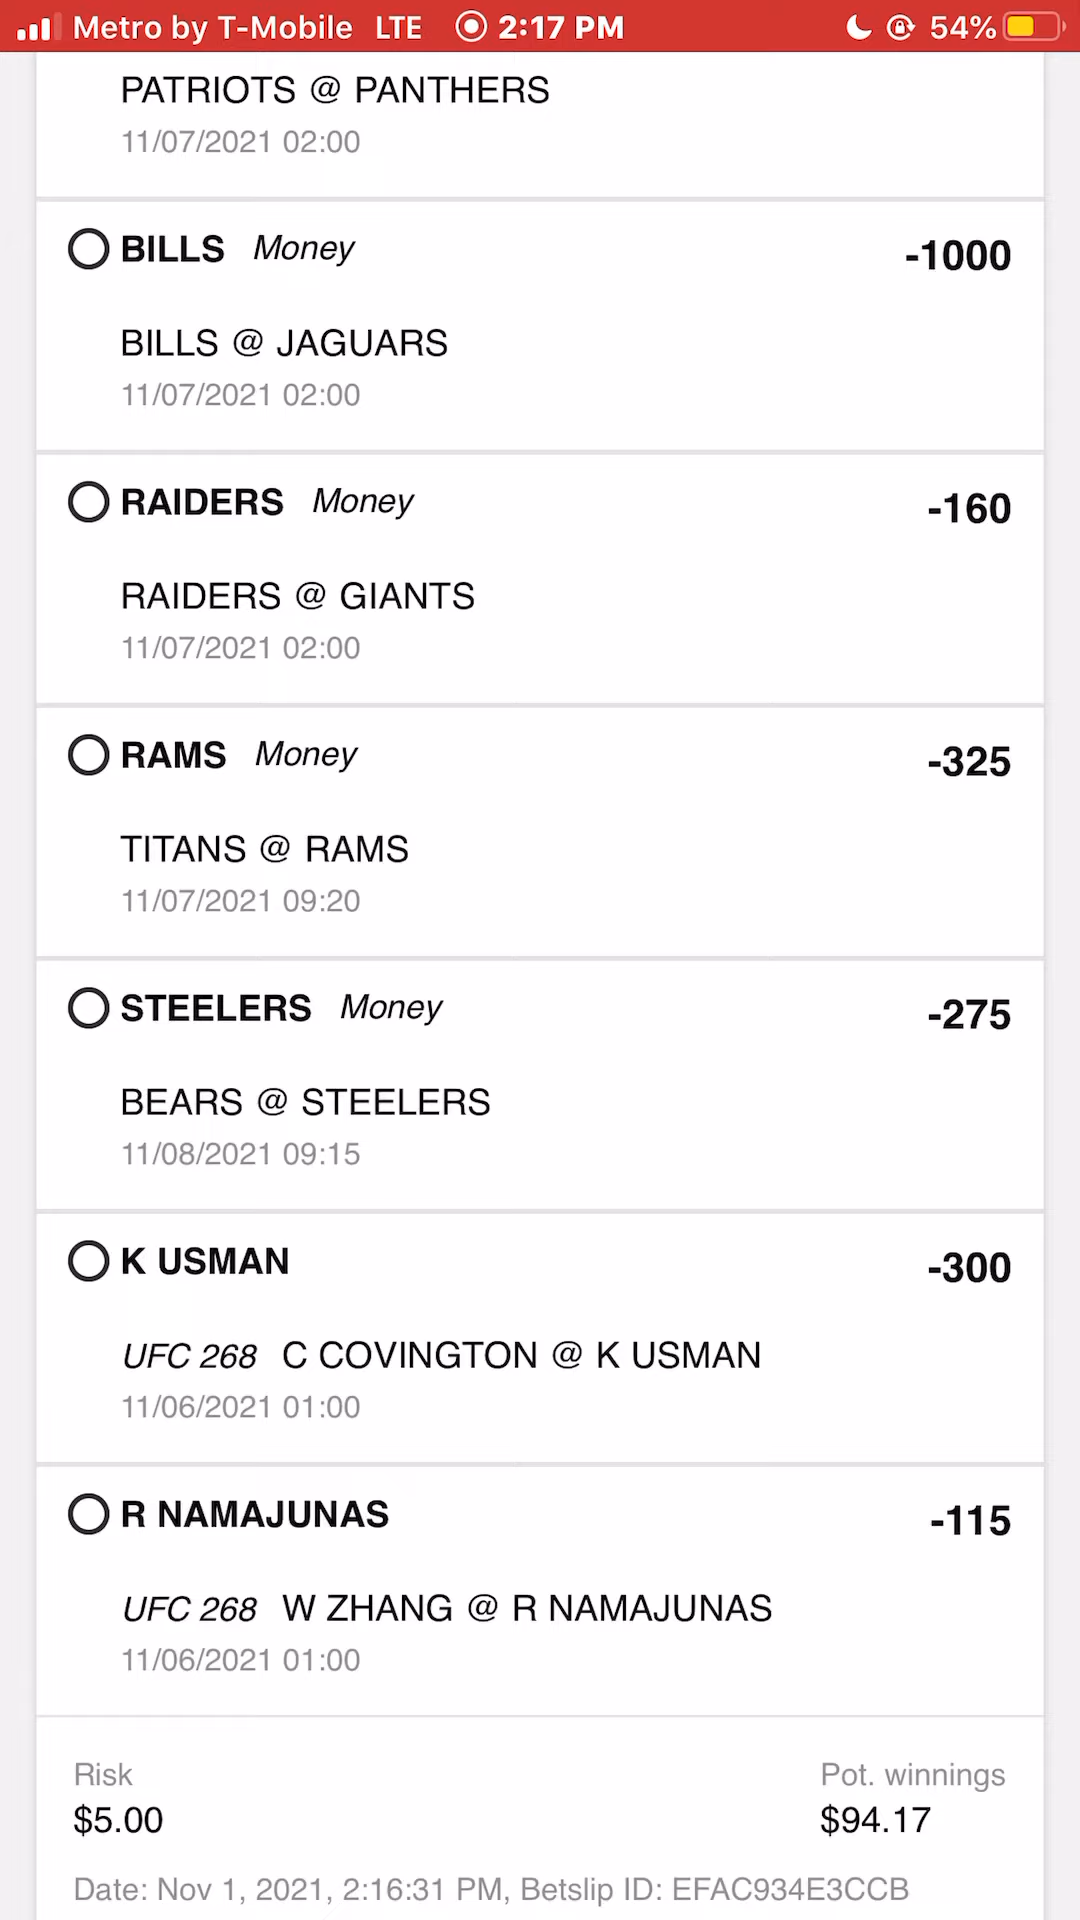 Metro by T-Mobile LTE 2:17 PM 54%
PATRIOTS @ PANTHERS
11/07/2021 02:00
BILLS Money -1000
BILLS @ JAGUARS
11/07/2021 02:00
RAIDERS Money -160
RAIDERS @ GIANTS
11/07/2021 02:00
RAMS Money -325
TITANS @ RAMS
11/07/2021 09:20
STEELERS Money -275
BEARS @ STEELERS
11/08/2021 09:15
K USMAN -300
UFC 268 C COVINGTON @ K USMAN
11/06/2021 01:00
R NAMAJUNAS -115
UFC 268 W ZHANG @ R NAMAJUNAS
11/06/2021 01:00
Risk Pot. winnings
$5.00 $94.17
Date: Nov 1, 2021, 2:16:31 PM, Betslip ID: EFAC934E3CCB